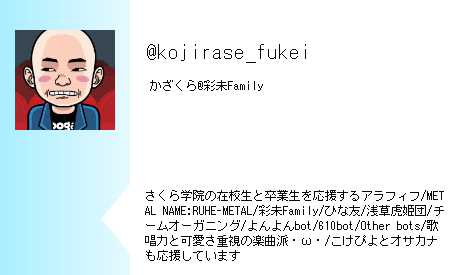 @kojirase_fukei
かざくら@彩未Family
さくら学院の在校生と卒業生を応援するアラフィフ/MET
AL NAME:RUHE-METAL/彩未Family/ひな友/浅草虎姫団/チ
ームオーガニング/よんよんbot/610bot/Other bots/歌
唱力と可愛さ重視の楽曲派・ω・/こけぴよとオサカナ
も応援しています